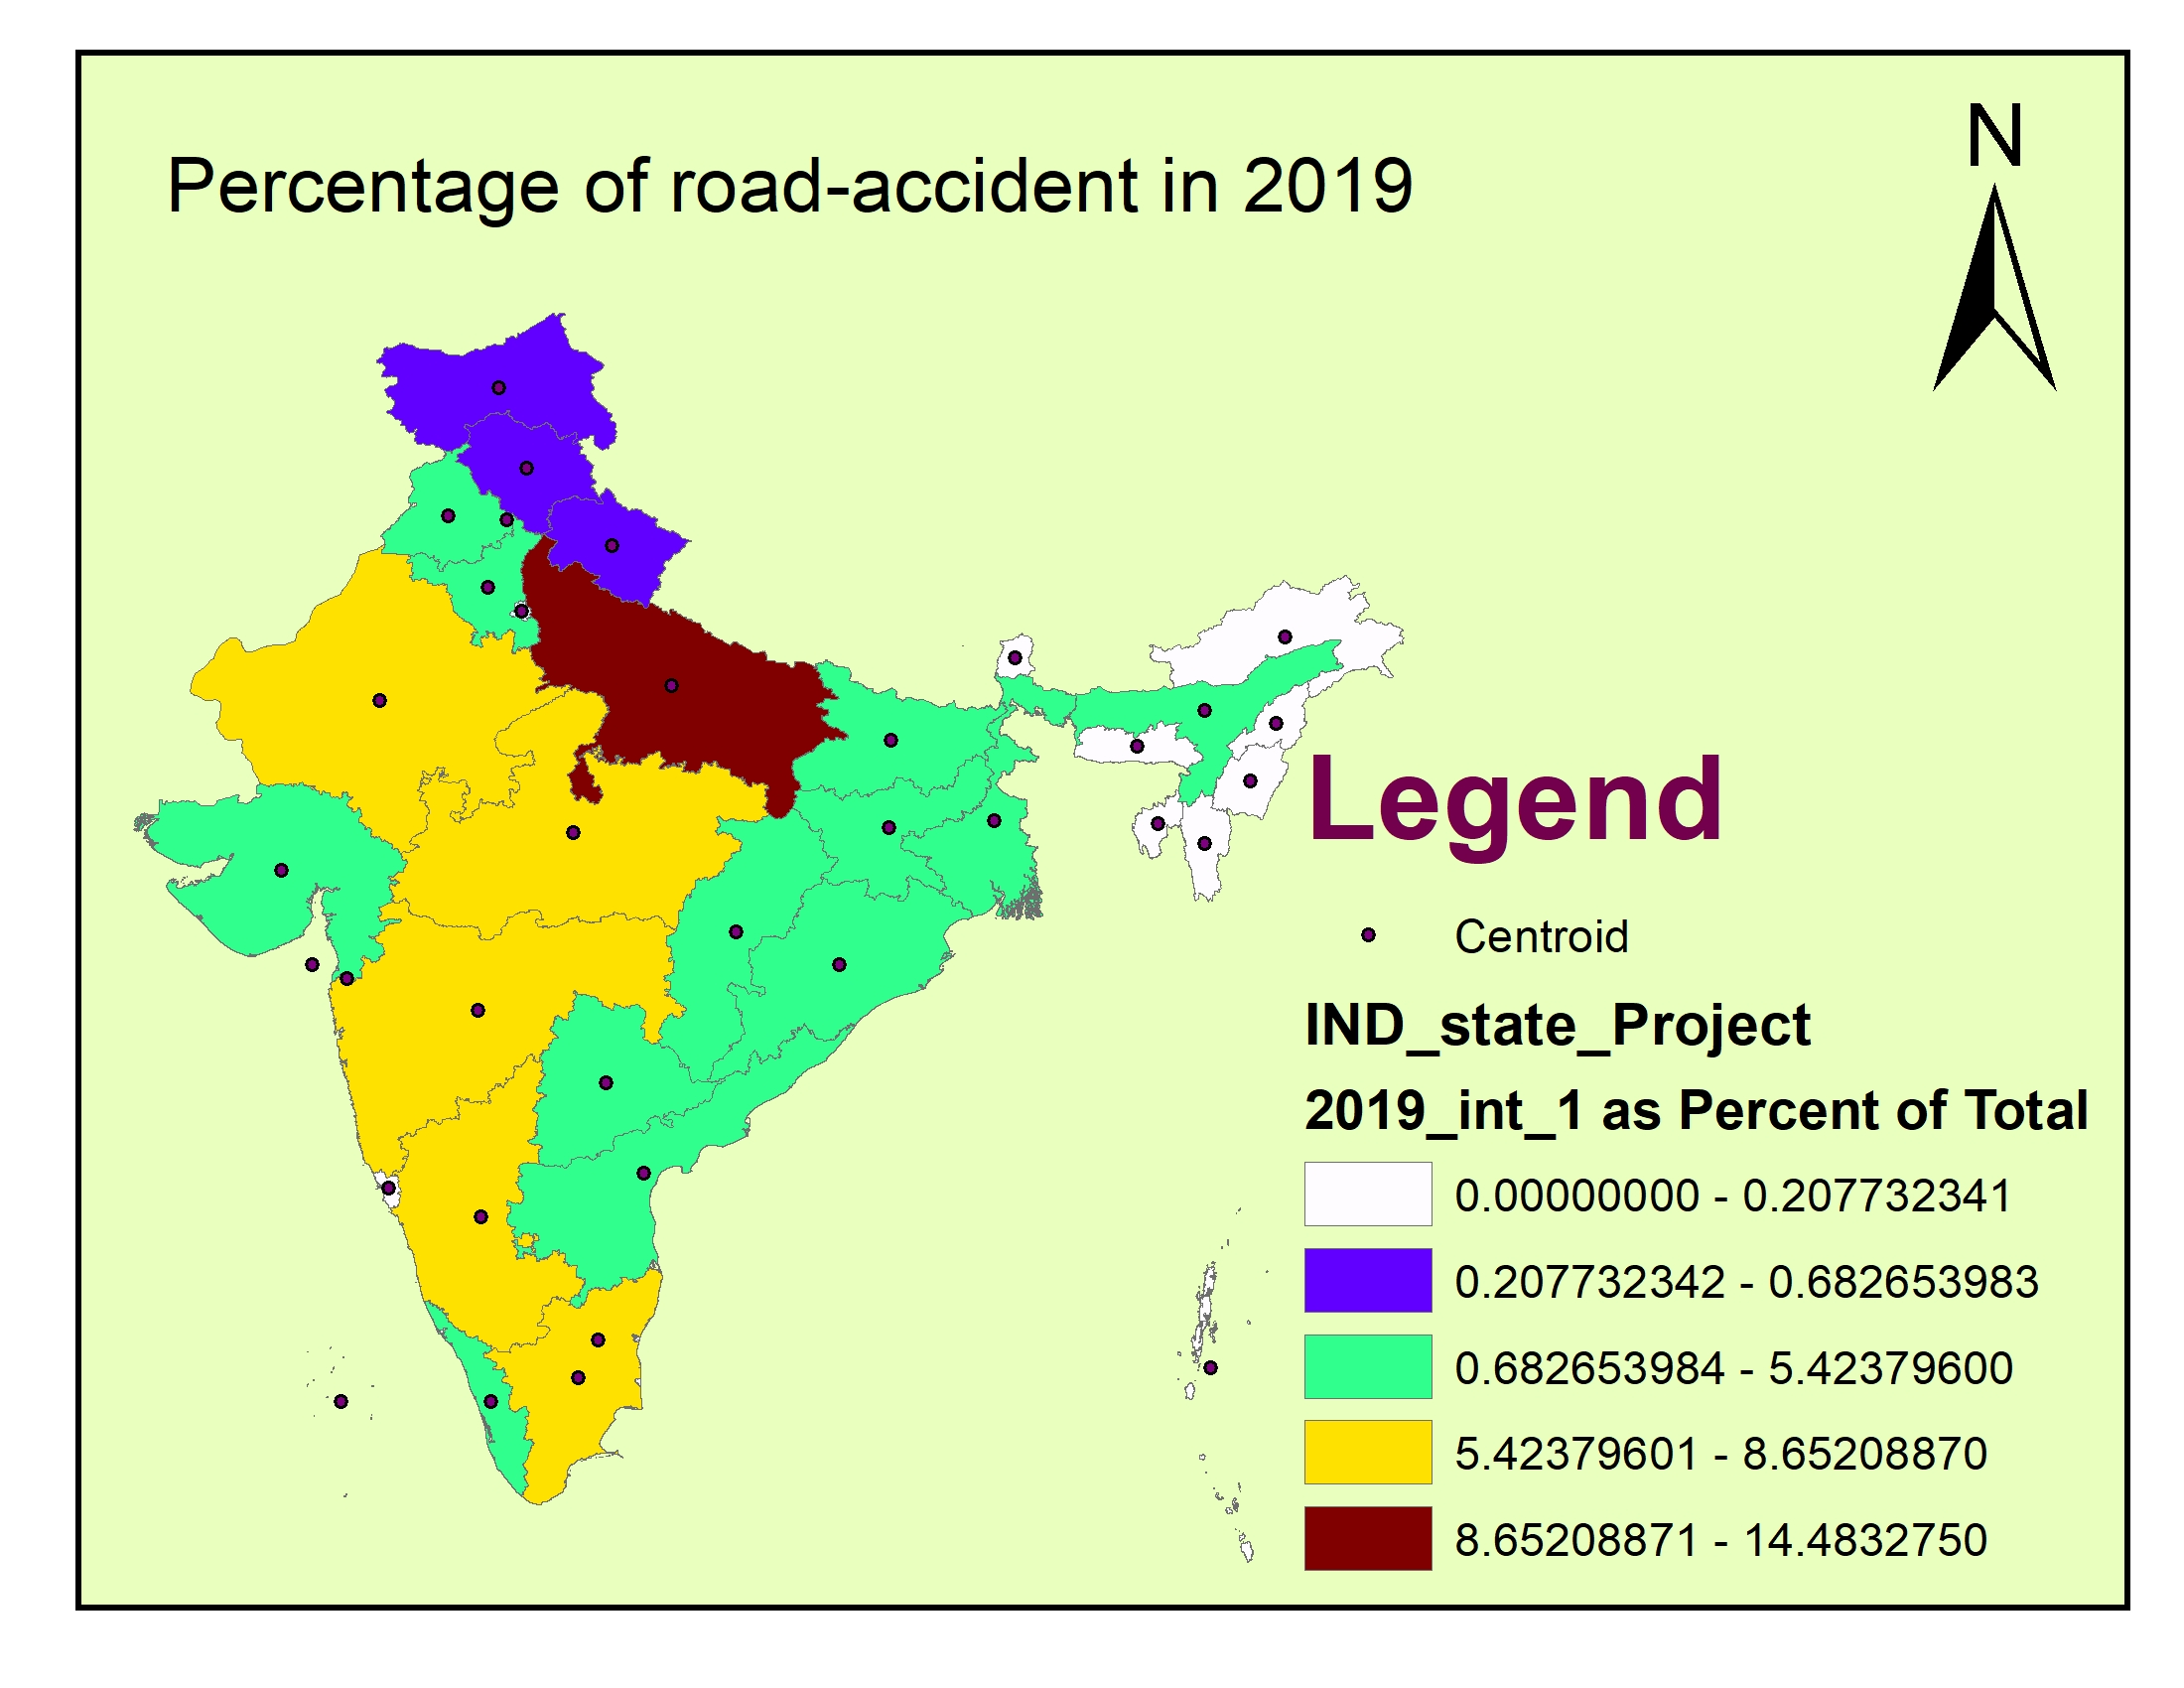 N
Percentage of road-accident in 2019
Legend
Centroid
IND_state_Project
2019_int_1 as Percent of Total
0.00000000 - 0.207732341
0.207732342 - 0.682653983
0.682653984 - 5.42379600
5.42379601 - 8.65208870
8.65208871 - 14.4832750